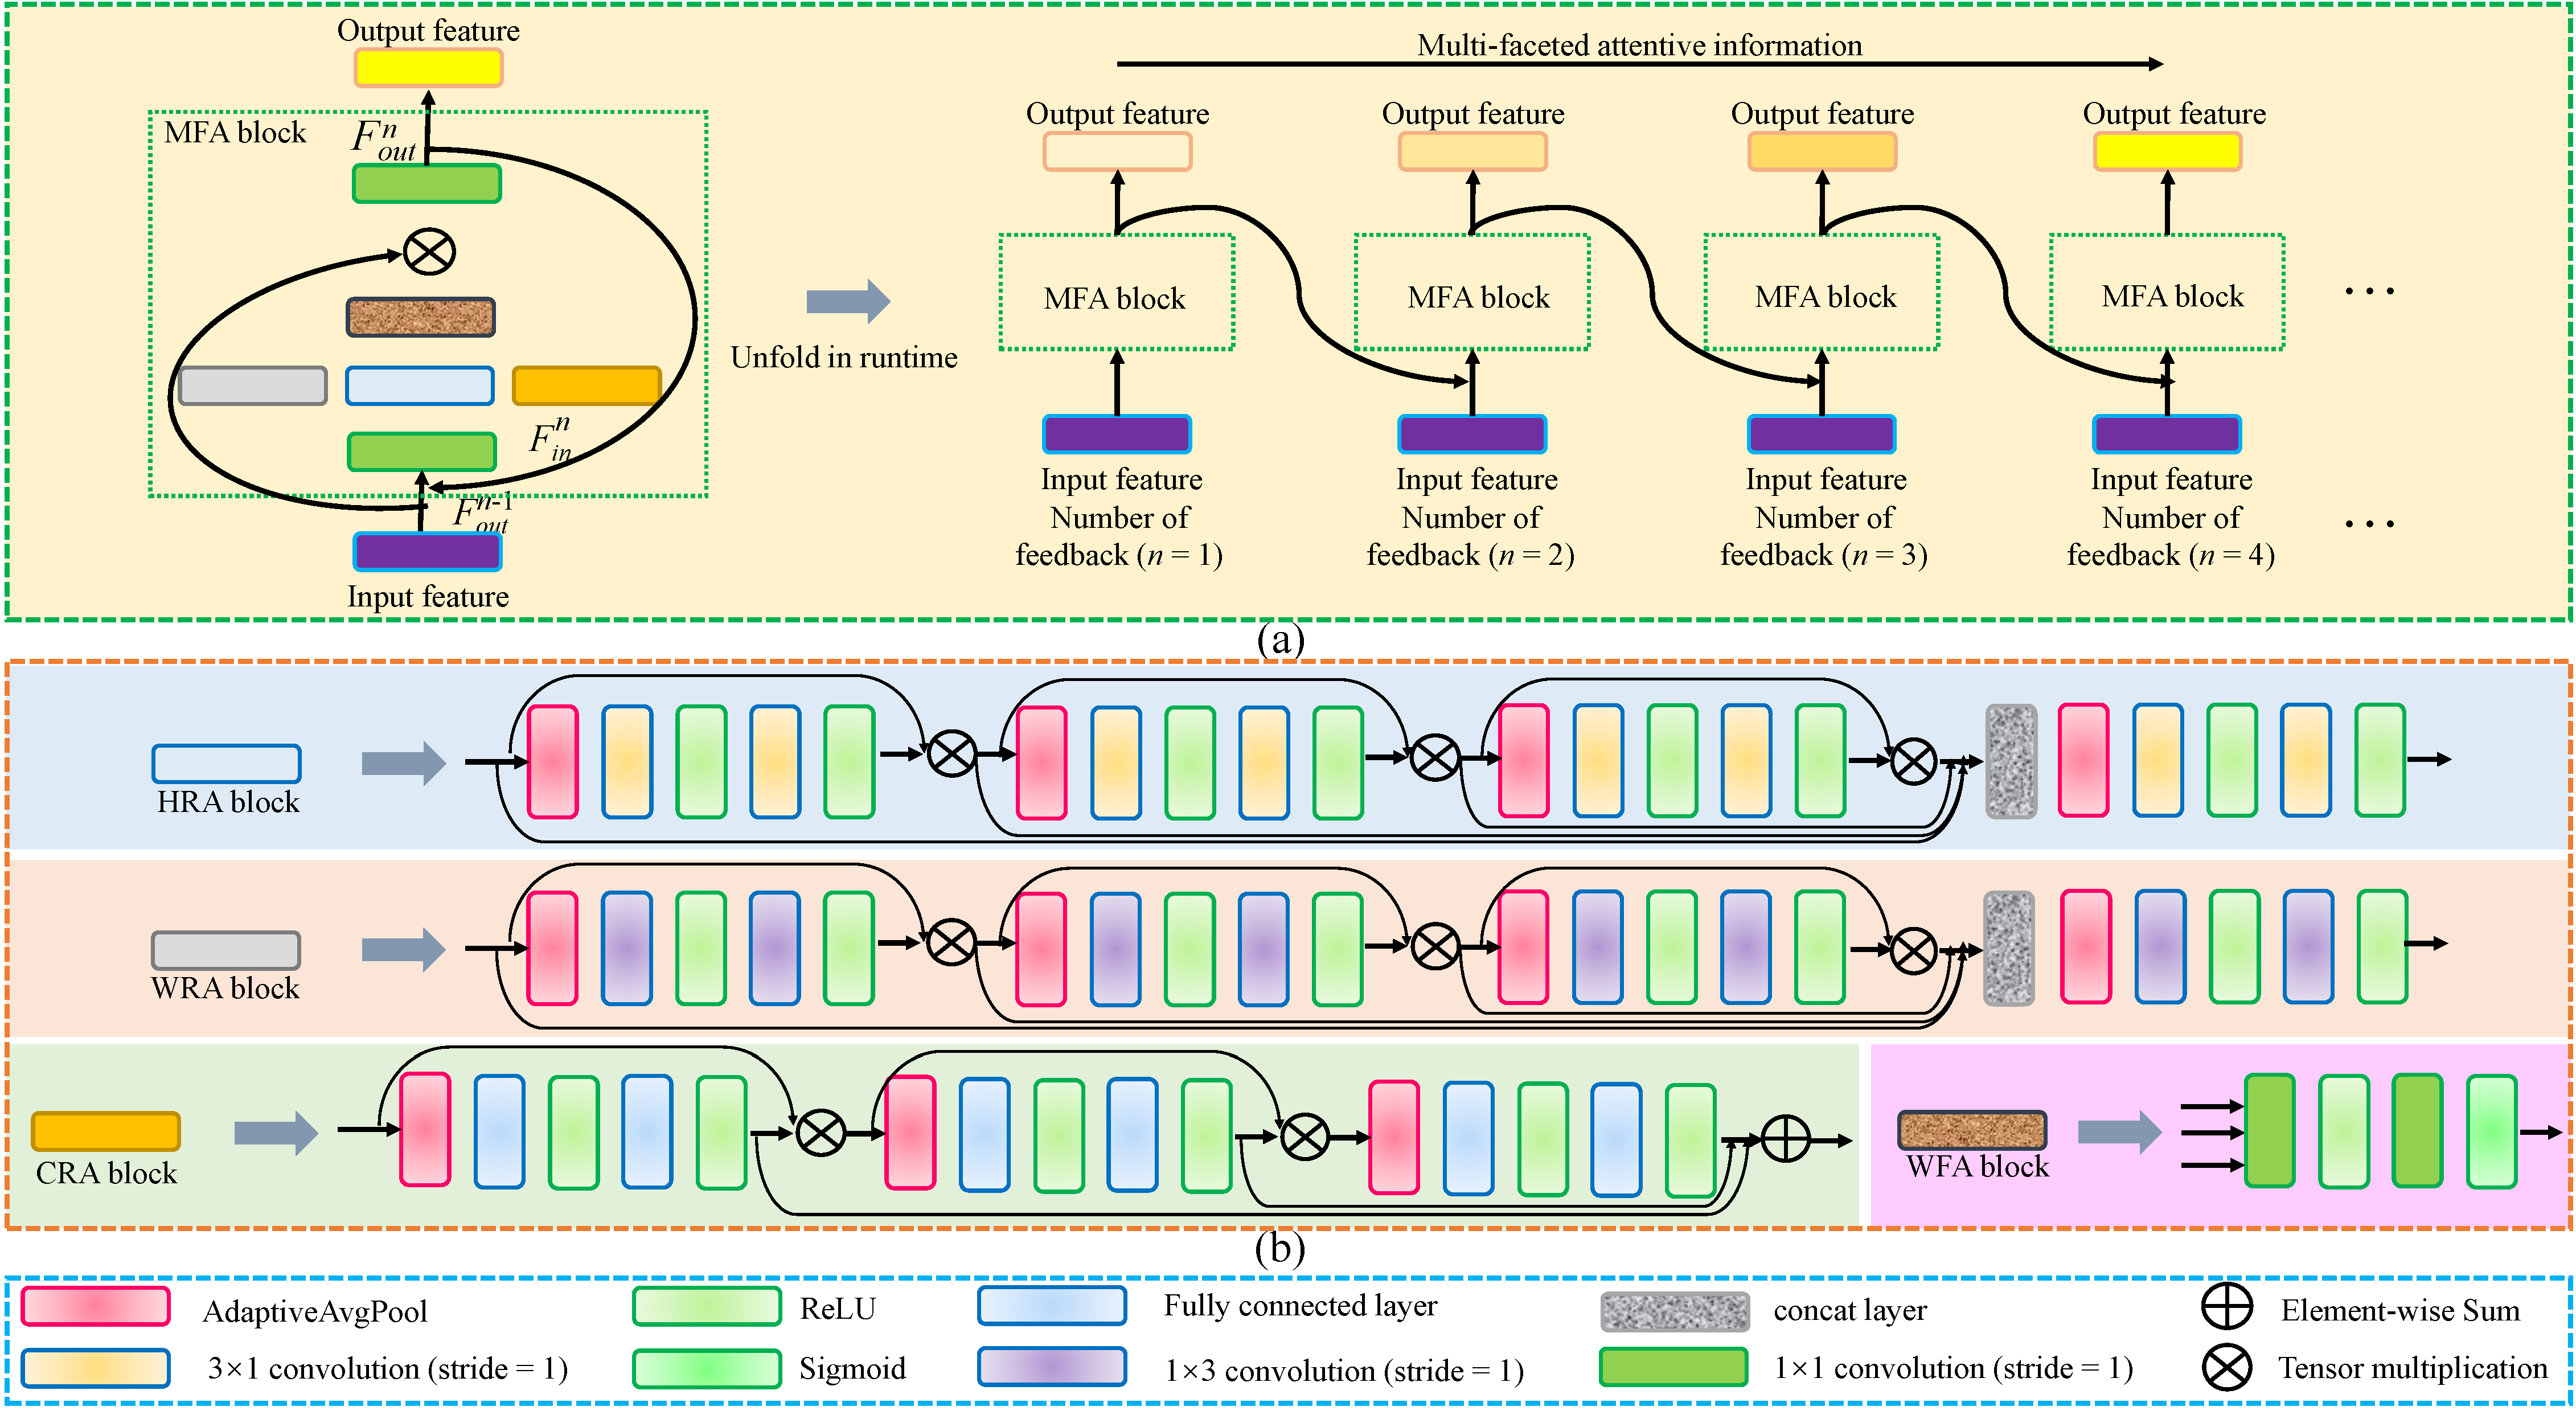 Output feature
MFA block
F^n_out
F^n_in
F^n-1_out
Input feature
Unfold in runtime
Multi-faceted attentive information
Output feature
Output feature
Output feature
Output feature
MFA block
MFA block
MFA block
MFA block
...
Input feature
Input feature
Input feature
Input feature
Number of
feedback (n = 1)
Number of
feedback (n = 2)
Number of
feedback (n = 3)
Number of
feedback (n = 4)
...
(a)
HRA block
WRA block
CRA block
WFA block
(b)
AdaptiveAvgPool
ReLU
Fully connected layer
concat layer
Element-wise Sum
3×1 convolution (stride = 1)
Sigmoid
1×3 convolution (stride = 1)
1×1 convolution (stride = 1)
Tensor multiplication